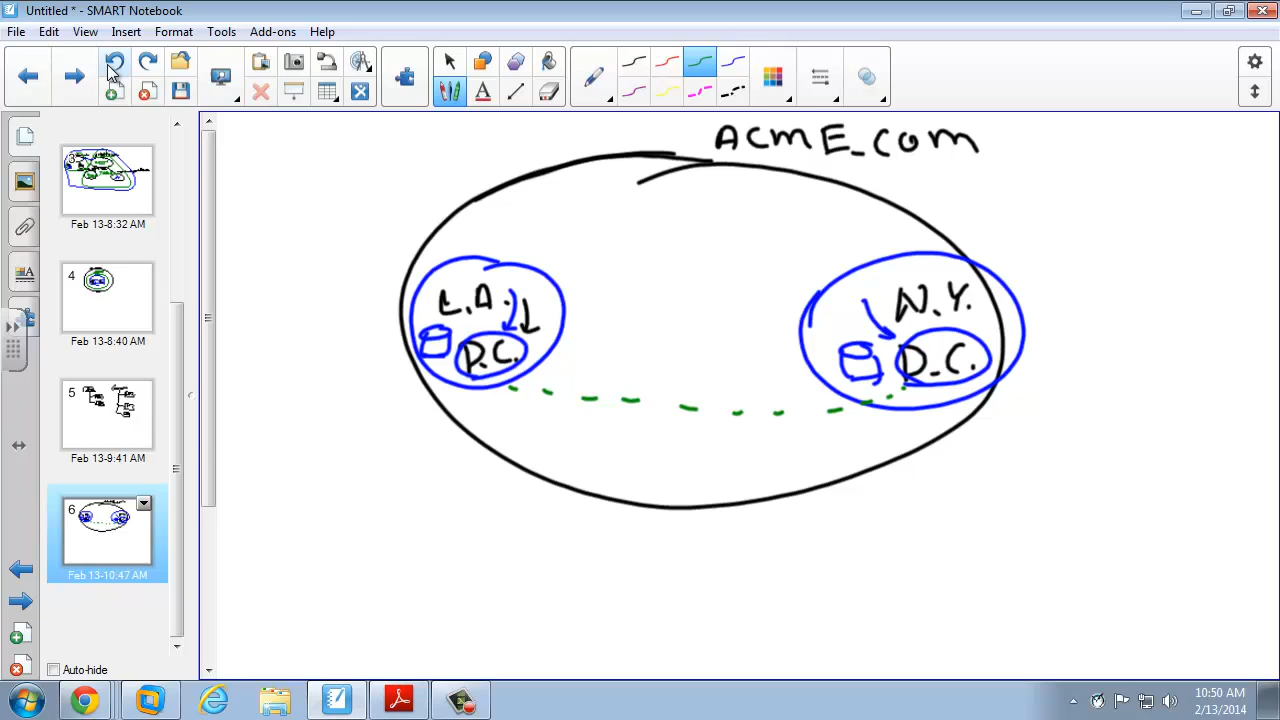 Untitled * - SMART Notebook
File Edit View Insert Format Tools Add-ons Help
ACME_COM
L.A.
D.C.
N.Y.
D.C.
3
Feb 13-8:32 AM
4
Feb 13-8:40 AM
5
Feb 13-9:41 AM
6
Feb 13-10:47 AM
Auto-hide
10:50 AM
2/13/2014